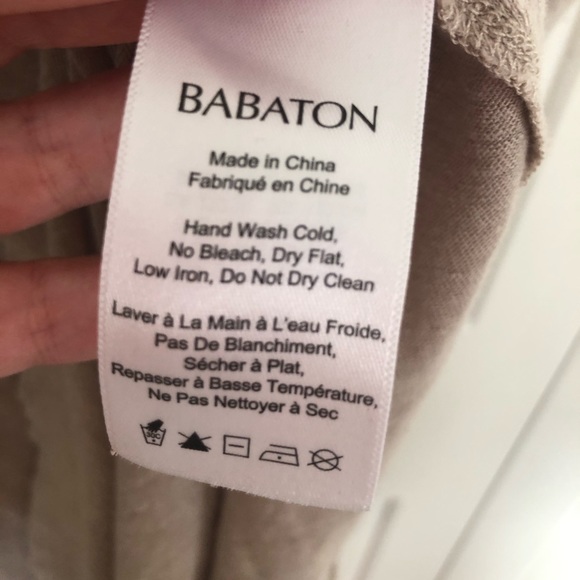 BABATON
Made in China
Fabriqué en Chine
Hand Wash Cold,
No Bleach, Dry Flat,
Low Iron, Do Not Dry Clean
Laver à La Main à L'eau Froide,
Pas De Blanchiment,
Sécher à Plat,
Repasser à Basse Température,
Ne Pas Nettoyer à Sec